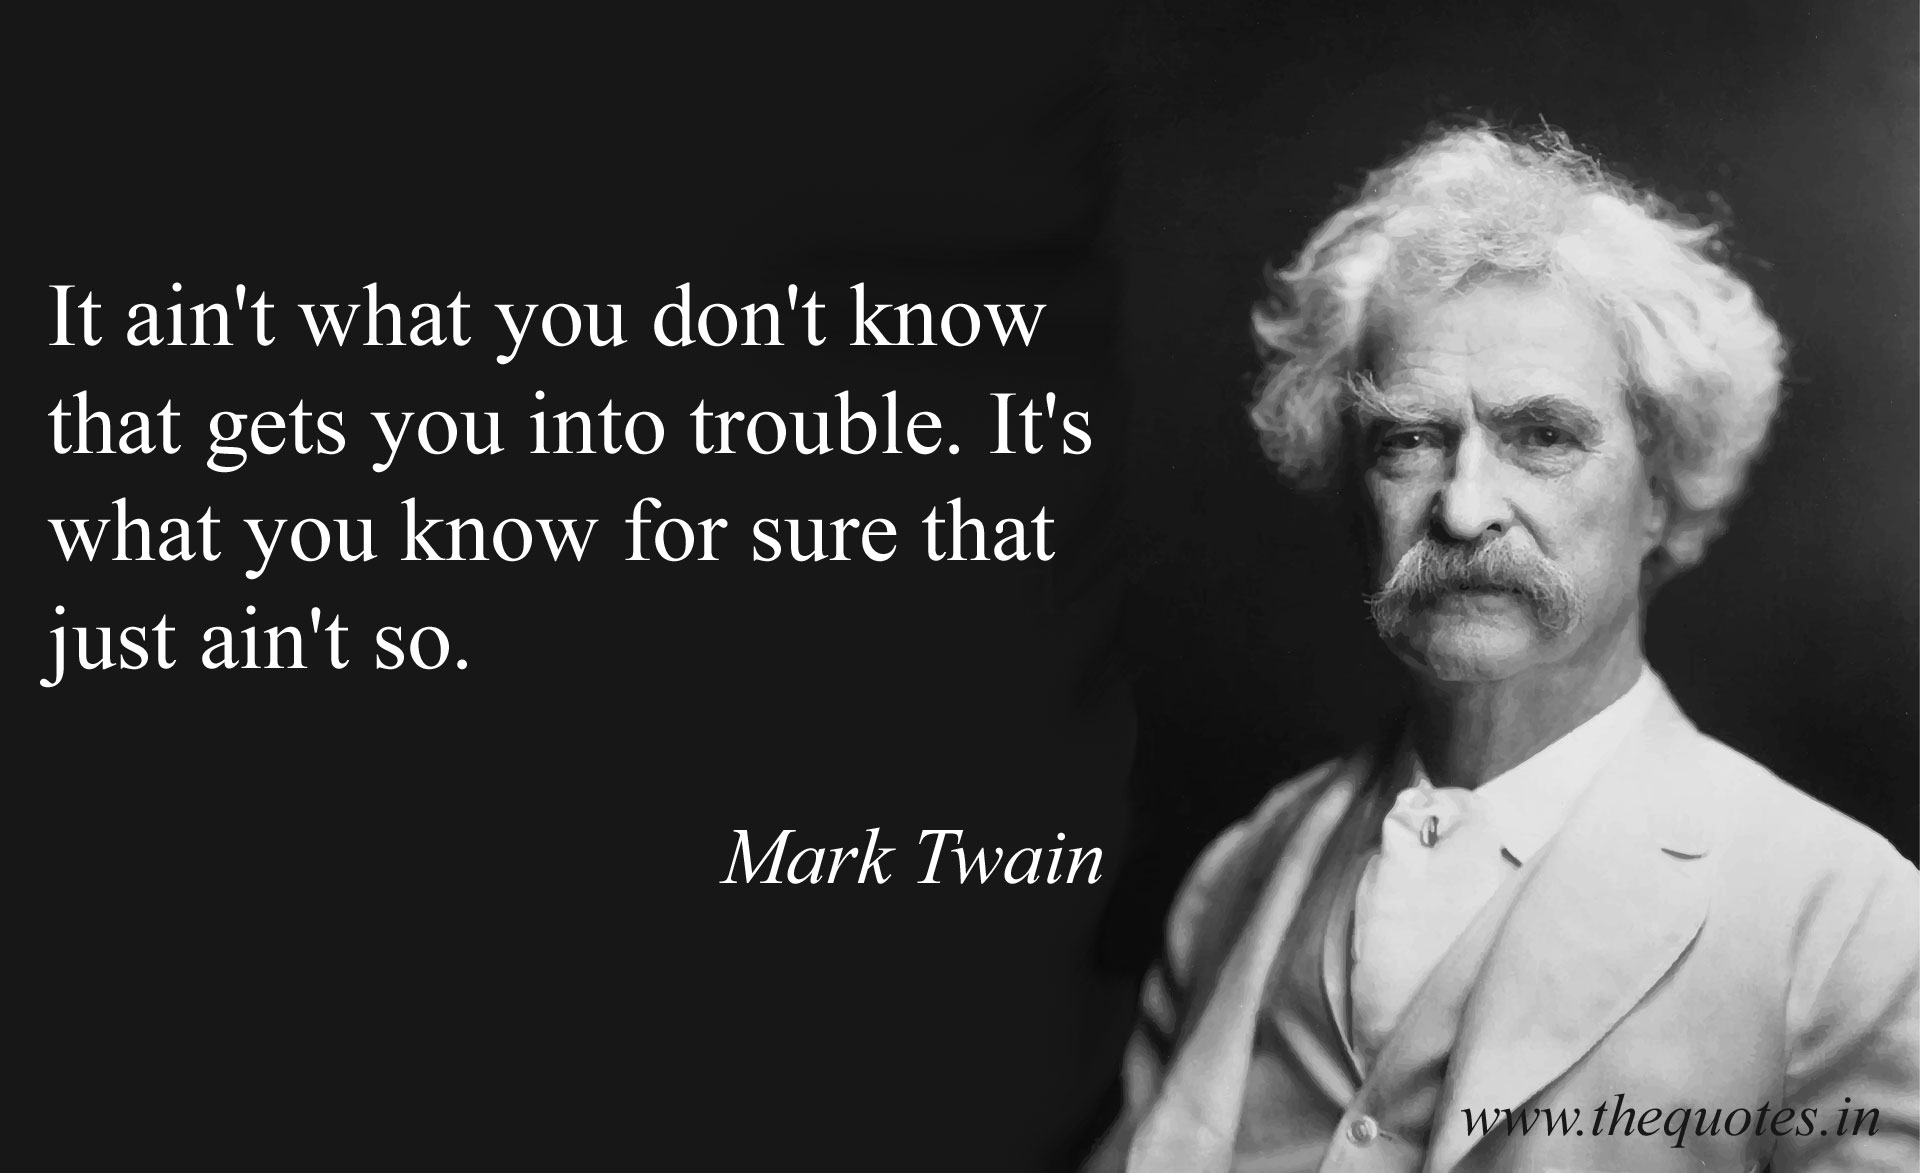 It ain't what you don't know
that gets you into trouble. It's
what you know for sure that
just ain't so.
Mark Twain
www.thequotes.in